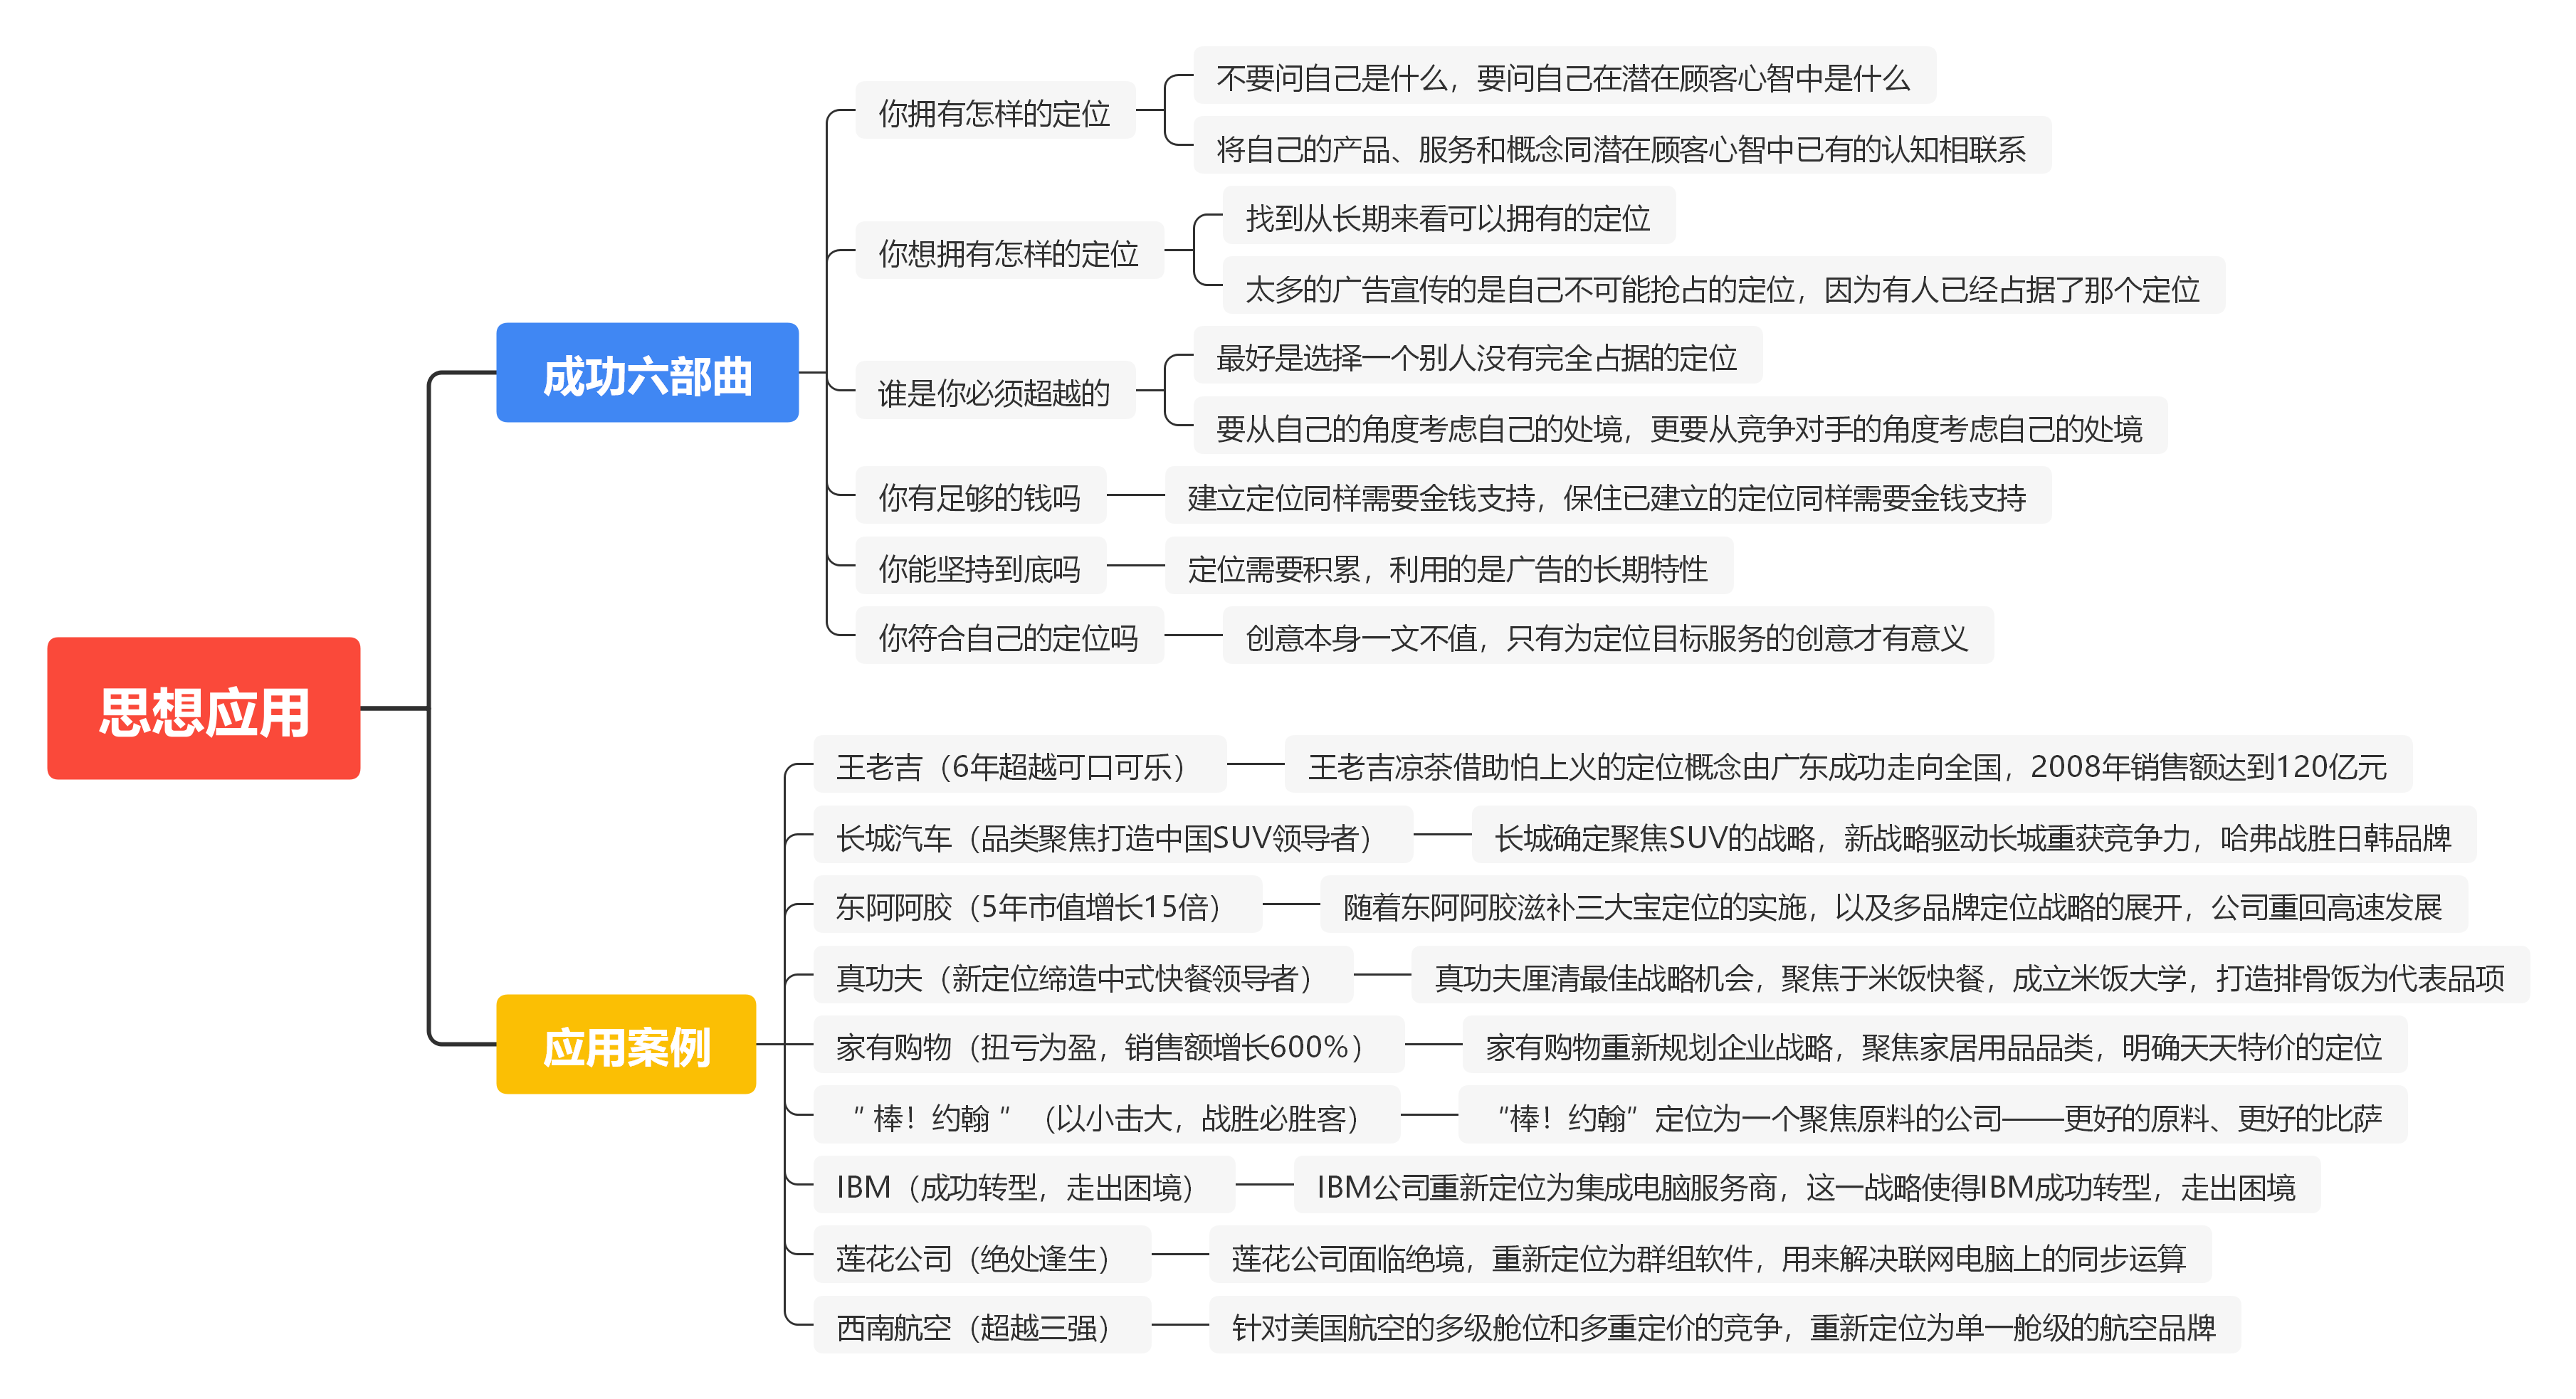 思想应用
成功六部曲
你拥有怎样的定位
不要问自己是什么，要问自己在潜在顾客心智中是什么
将自己的产品、服务和概念同潜在顾客心智中已有的认知相联系
你想拥有怎样的定位
找到从长期来看可以拥有的定位
太多的广告宣传的是自己不可能抢占的定位，因为有人已经占据了那个定位
谁是你必须超越的
最好是选择一个别人没有完全占据的定位
要从自己的角度考虑自己的处境，更要从竞争对手的角度考虑自己的处境
你有足够的钱吗
建立定位同样需要金钱支持，保住已建立的定位同样需要金钱支持
你能坚持到底吗
定位需要积累，利用的是广告的长期特性
你符合自己的定位吗
创意本身一文不值，只有为定位目标服务的创意才有意义
应用案例
王老吉（6年超越可口可乐）
王老吉凉茶借助怕上火的定位概念由广东成功走向全国，2008年销售额达到120亿元
长城汽车（品类聚焦打造中国SUV领导者）
长城确定聚焦SUV的战略，新战略驱动长城重获竞争力，哈弗战胜日韩品牌
东阿阿胶（5年市值增长15倍）
随着东阿阿胶滋补三大宝定位的实施，以及多品牌定位战略的展开，公司重回高速发展
真功夫（新定位缔造中式快餐领导者）
真功夫厘清最佳战略机会，聚焦于米饭快餐，成立米饭大学，打造排骨饭为代表品项
家有购物（扭亏为盈，销售额增长600%）
家有购物重新规划企业战略，聚焦家居用品品类，明确天天特价的定位
” 棒！约翰 ” （以小击大，战胜必胜客）
“棒！约翰”定位为一个聚焦原料的公司——更好的原料、更好的比萨
IBM（成功转型，走出困境）
IBM公司重新定位为集成电脑服务商，这一战略使得IBM成功转型，走出困境
莲花公司（绝处逢生）
莲花公司面临绝境，重新定位为群组软件，用来解决联网电脑上的同步运算
西南航空（超越三强）
针对美国航空的多级舱位和多重定价的竞争，重新定位为单一舱级的航空品牌